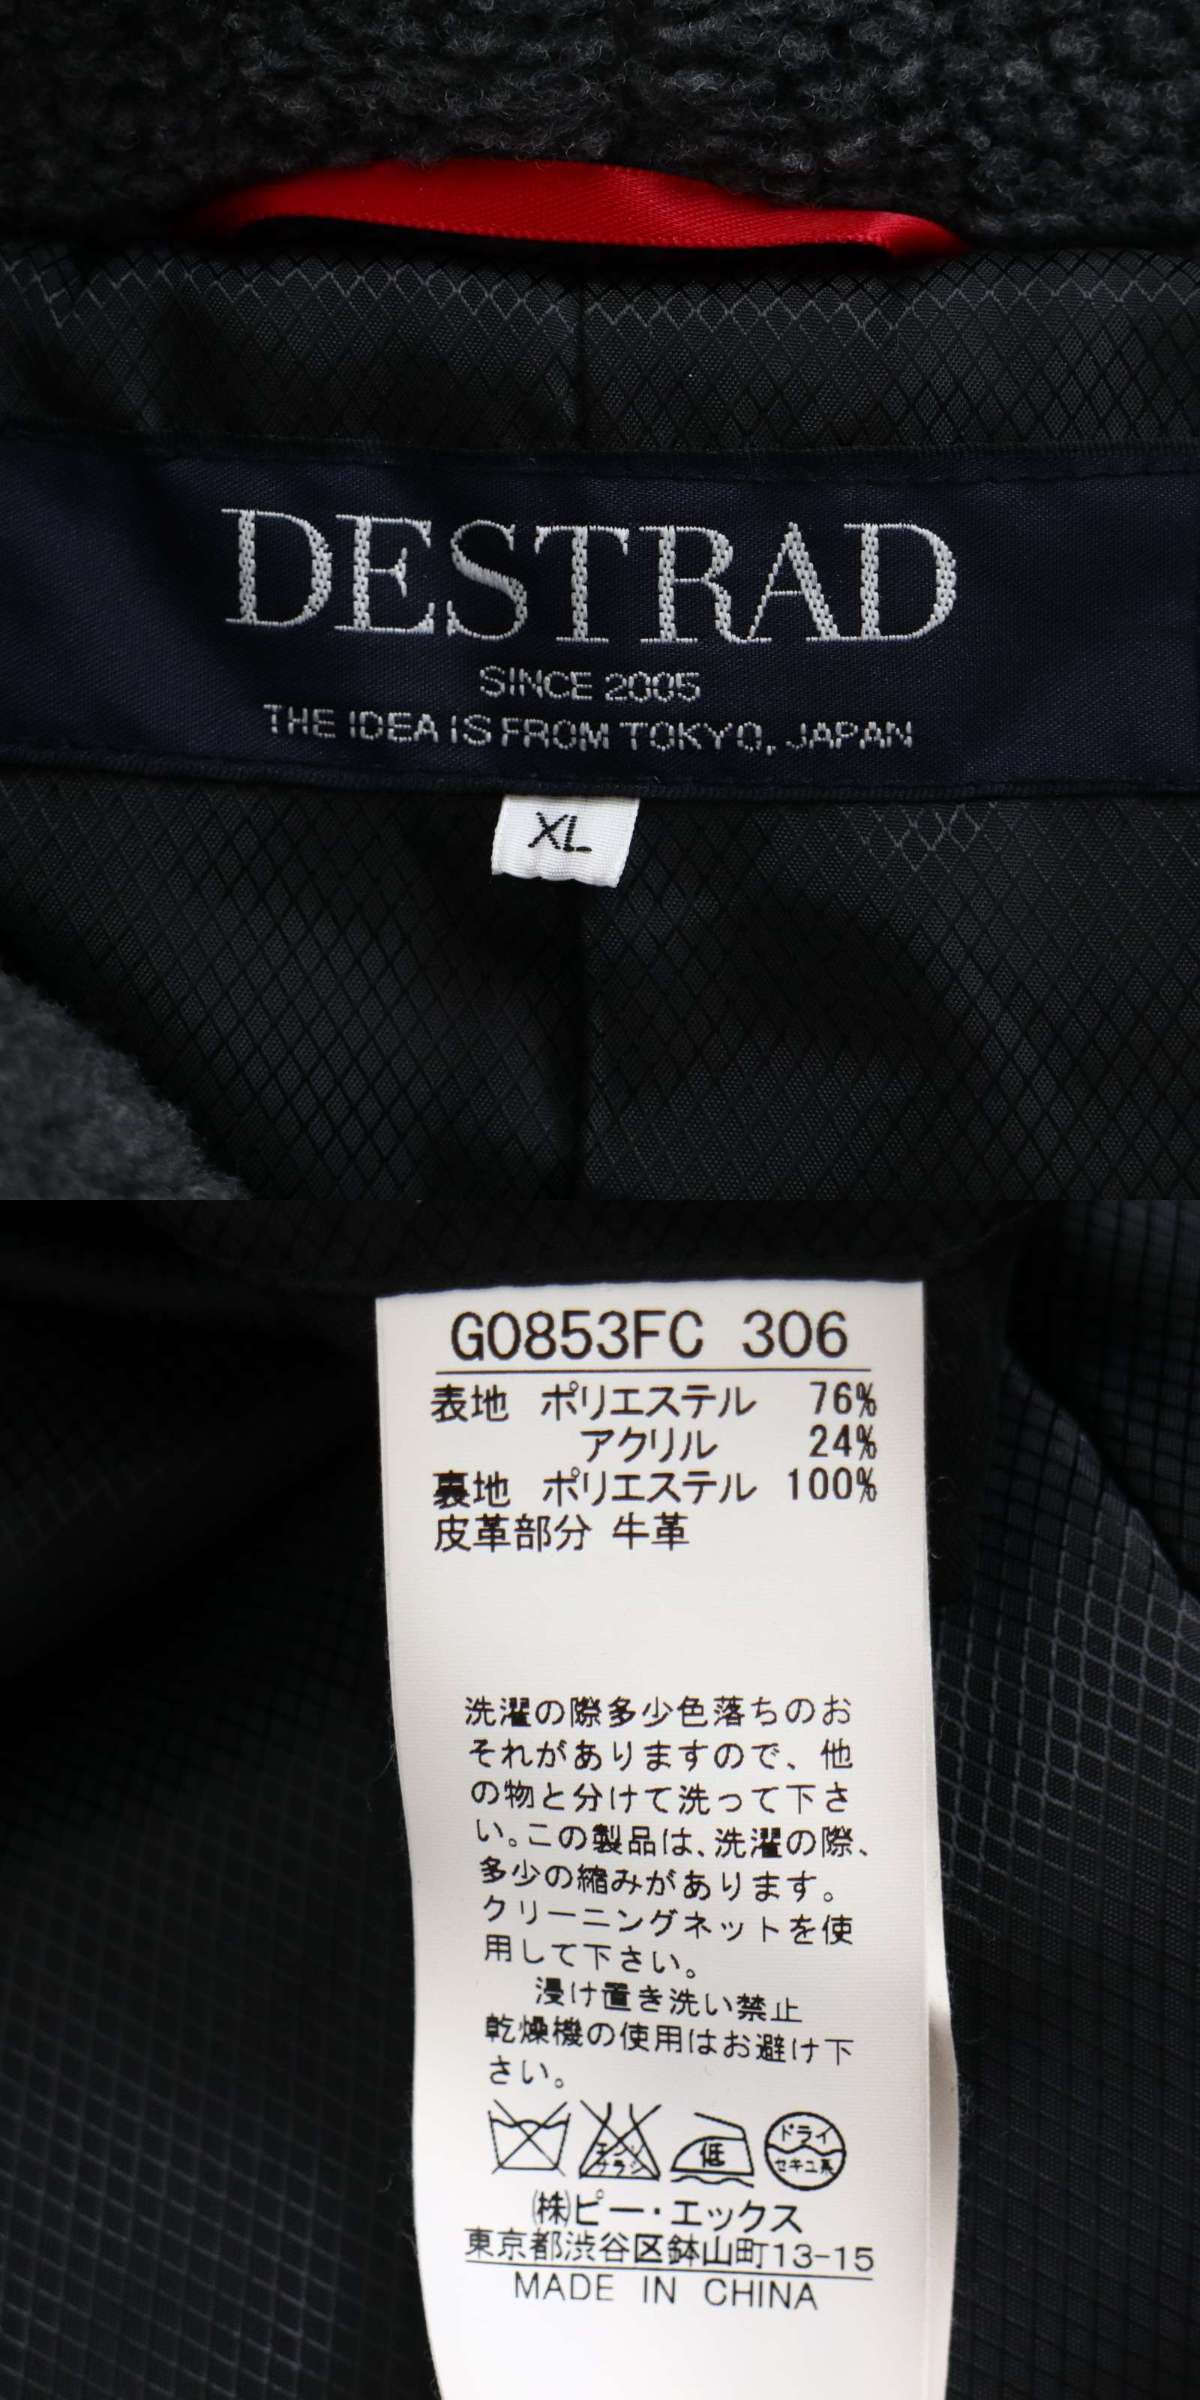 DESTRAD
SINCE 2005
THE IDEA IS FROM TOKYO, JAPAN
XL
G0853FC 306
表地 ポリエステル 76%
アクリル 24%
裏地 ポリエステル 100%
皮革部分 牛革
洗濯の際多少色落ちのお
それがありますので、他
の物と分けて洗って下さ
い。この製品は、洗濯の際、
多少の縮みがあります。
クリーニングネットを使
用して下さい。
浸け置き洗い禁止
乾燥機の使用はお避け下
さい。
エンソ
サラシ
低
ドライ
セキユ系
(株)ピー・エックス
東京都渋谷区鉢山町13-15
MADE IN CHINA